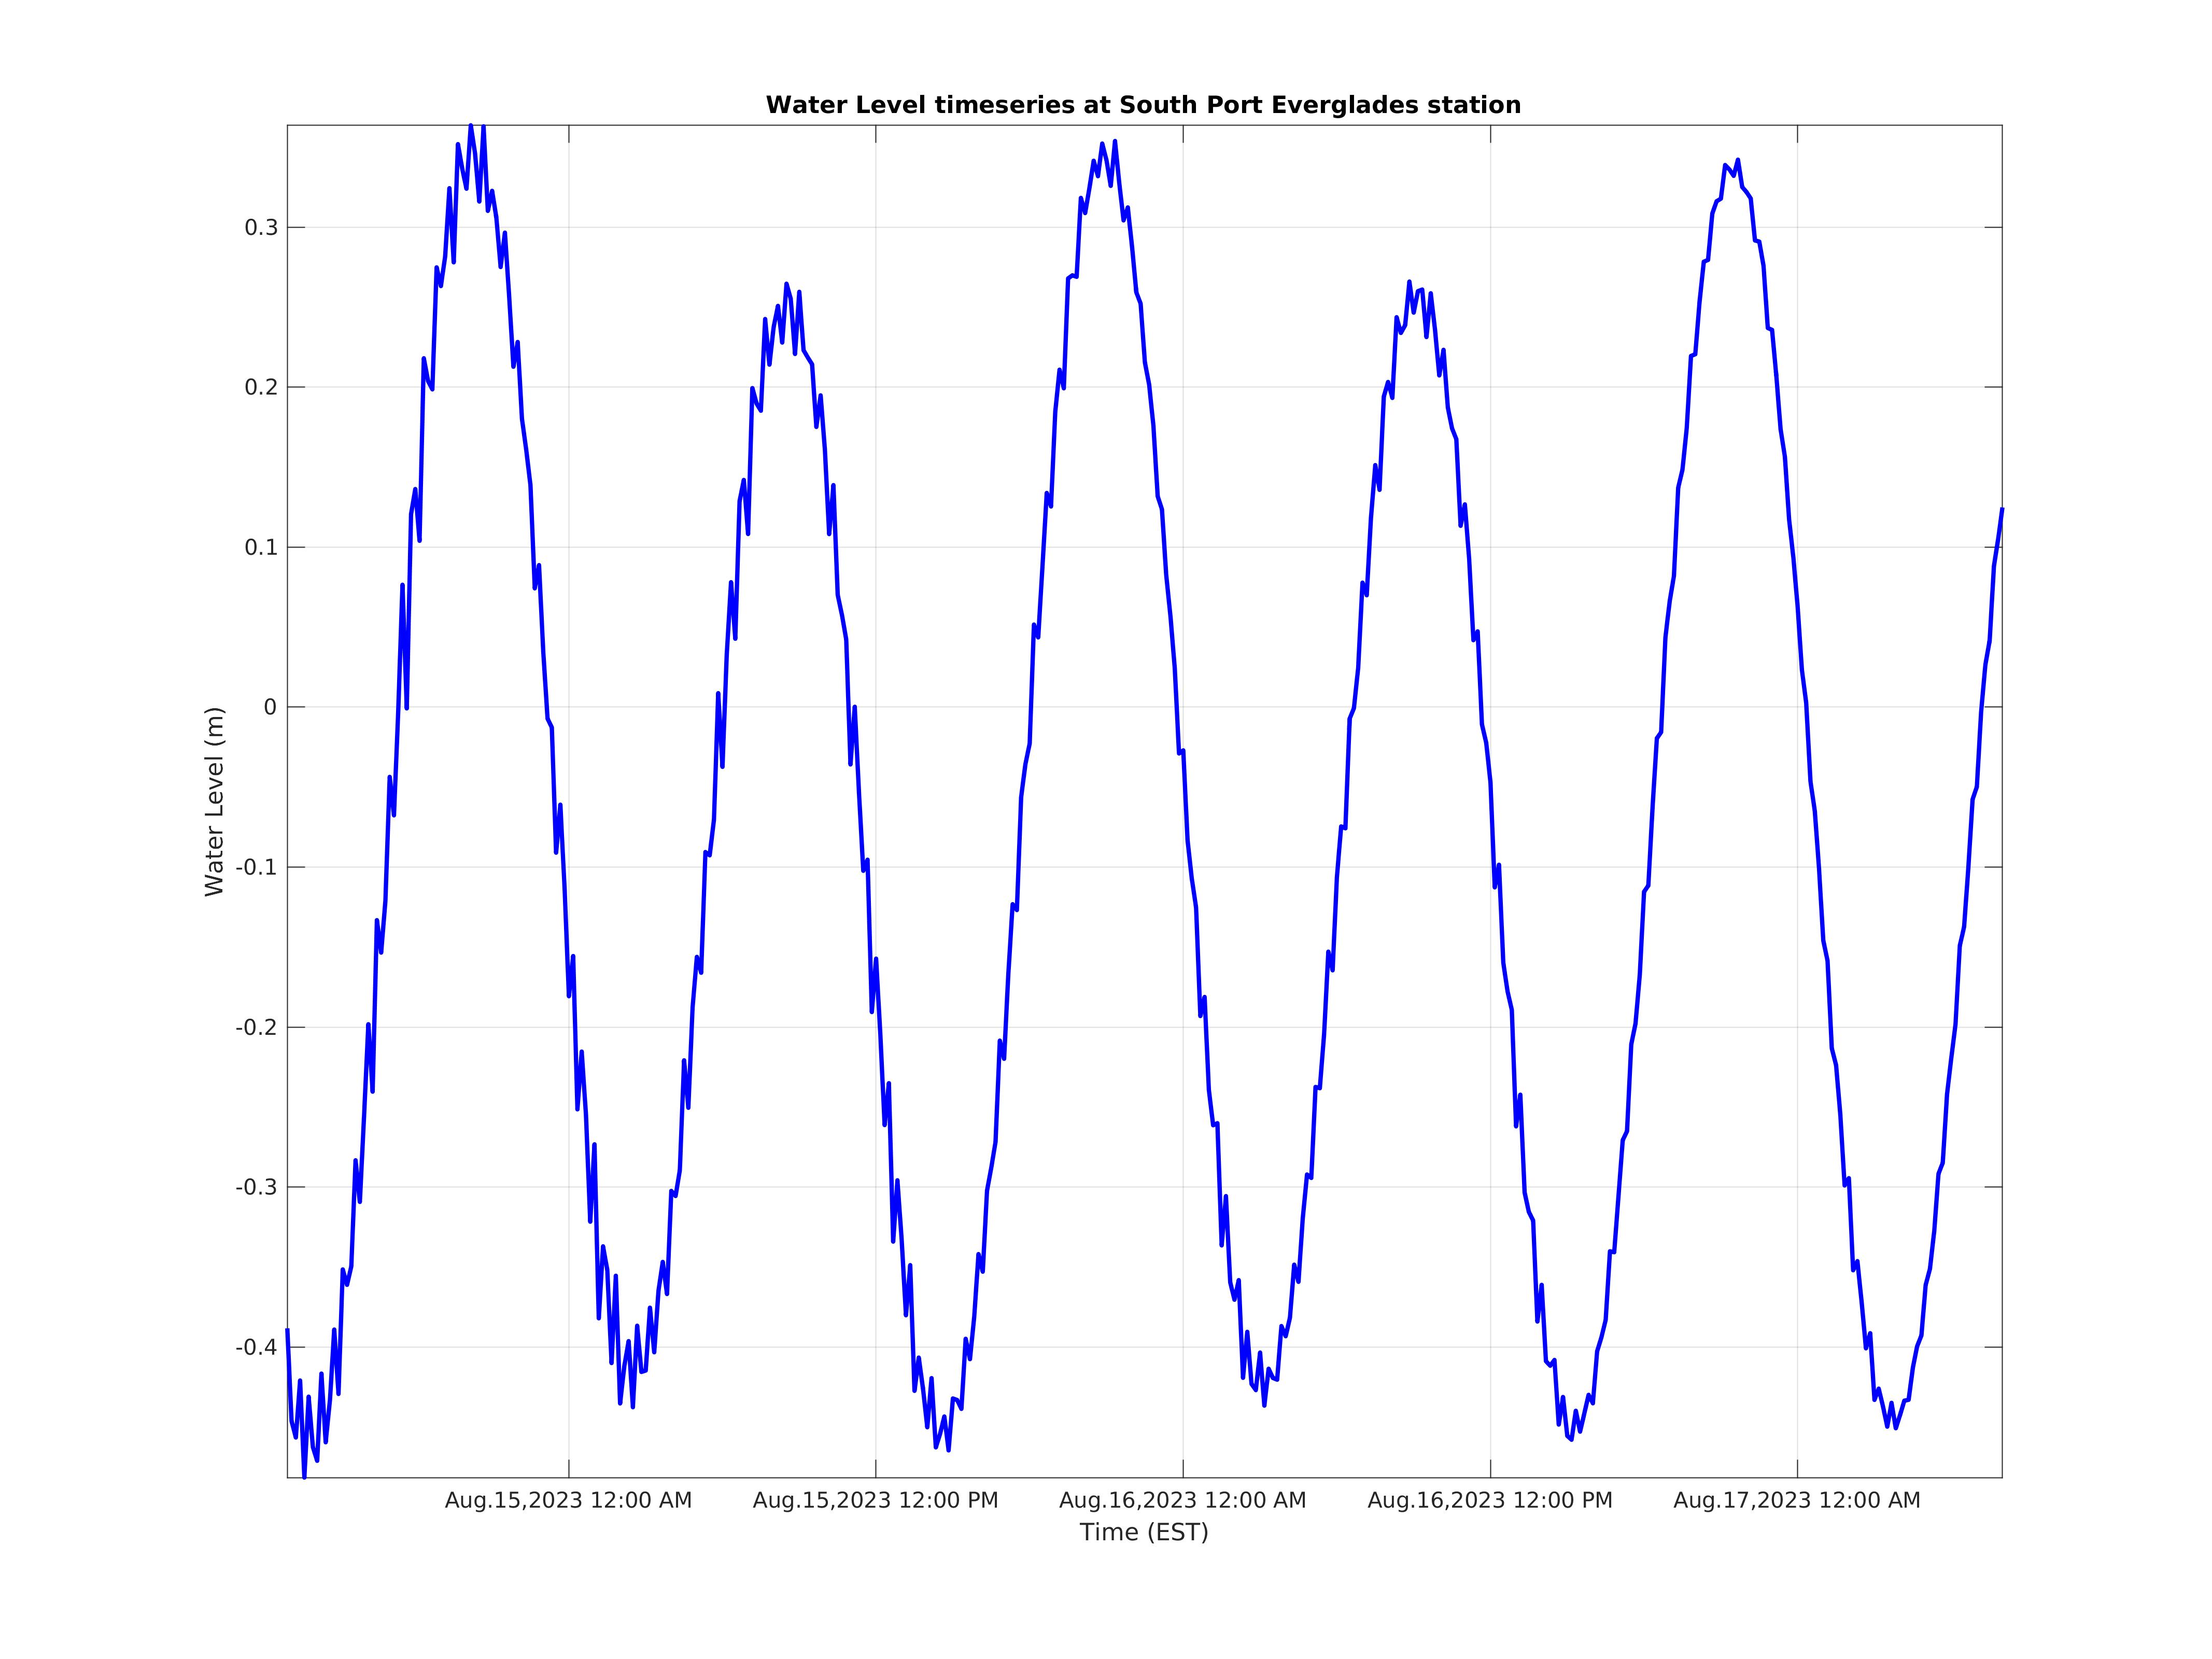 Water Level timeseries at South Port Everglades station
0.3
0.2
0.1
0
-0.1
-0.2
-0.3
-0.4
Water Level (m)
Aug.15,2023 12:00 AM
Aug.15,2023 12:00 PM
Aug.16,2023 12:00 AM
Aug.16,2023 12:00 PM
Aug.17,2023 12:00 AM
Time (EST)